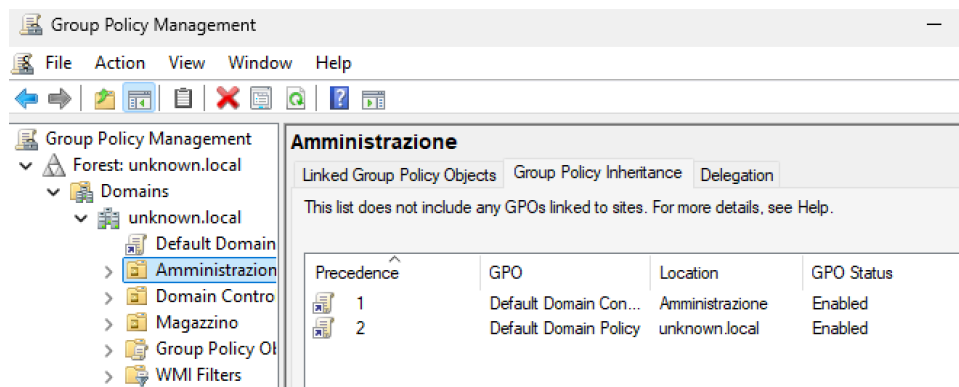 Group Policy Management
File Action View Window Help
Group Policy Management
Forest: unknown.local
Domains
unknown.local
Default Domain
Amministrazion
Domain Contro
Magazzino
Group Policy Ob
WMI Filters
Amministrazione
Linked Group Policy Objects Group Policy Inheritance Delegation
This list does not include any GPOs linked to sites. For more details, see Help.
Precedence GPO Location GPO Status
1 Default Domain Con... Amministrazione Enabled
2 Default Domain Policy unknown.local Enabled